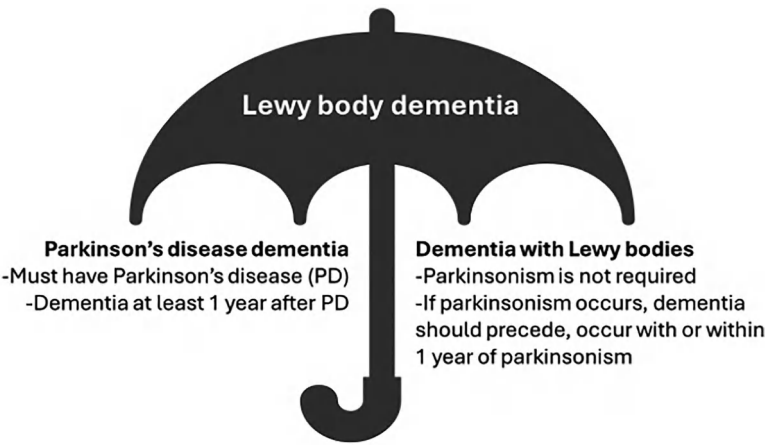 Lewy body dementia
Parkinson's disease dementia
-Must have Parkinson's disease (PD)
-Dementia at least 1 year after PD
Dementia with Lewy bodies
-Parkinsonism is not required
-If parkinsonism occurs, dementia
should precede, occur with or within
1 year of parkinsonism